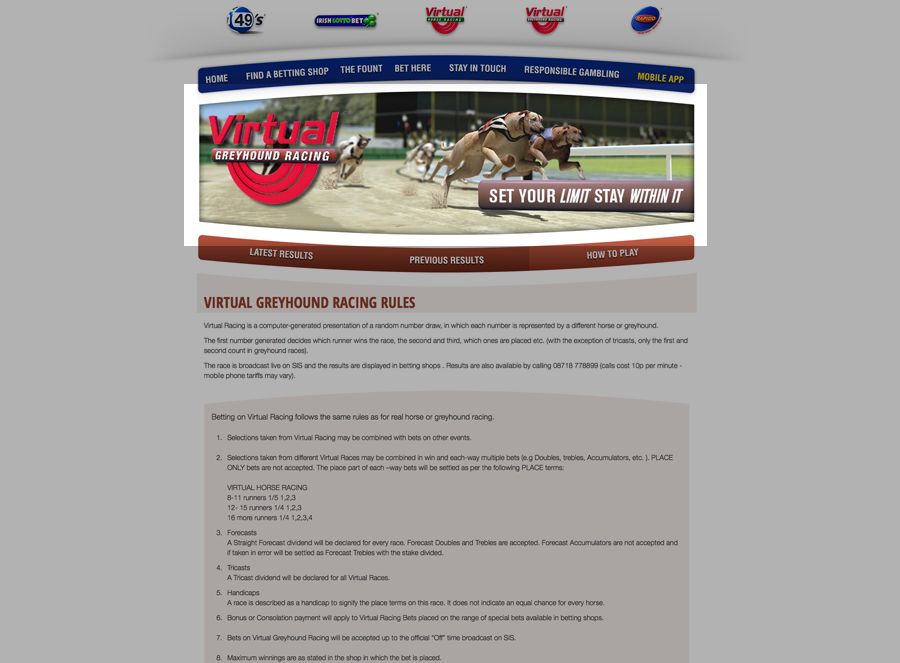 49's
IRISH LOTTO BET
Virtual
HORSE RACING
Virtual
GREYHOUND RACING
RAPIDO
HOME FIND A BETTING SHOP THE FOUNT BET HERE STAY IN TOUCH RESPONSIBLE GAMBLING MOBILE APP
Virtual
GREYHOUND RACING
SET YOUR LIMIT STAY WITHIN IT
LATEST RESULTS PREVIOUS RESULTS HOW TO PLAY
VIRTUAL GREYHOUND RACING RULES
Virtual Racing is a computer-generated presentation of a random number draw, in which each number is represented by a different horse or greyhound.
The first number generated decides which runner wins the race, the second and third, which ones are placed etc. (with the exception of tricasts, only the first and
second count in greyhound races).
The race is broadcast live on SIS and the results are displayed in betting shops . Results are also available by calling 08718 778899 (calls cost 10p per minute -
mobile phone tariffs may vary).
Betting on Virtual Racing follows the same rules as for real horse or greyhound racing.
1. Selections taken from Virtual Racing may be combined with bets on other events.
2. Selections taken from different Virtual Races may be combined in win and each-way multiple bets (e.g Doubles, trebles, Accumulators, etc. ). PLACE
ONLY bets are not accepted. The place part of each –way bets will be settled as per the following PLACE terms:
VIRTUAL HORSE RACING
8-11 runners 1/5 1,2,3
12- 15 runners 1/4 1,2,3
16 more runners 1/4 1,2,3,4
3. Forecasts
A Straight Forecast dividend will be declared for every race. Forecast Doubles and Trebles are accepted. Forecast Accumulators are not accepted and
if taken in error will be settled as Forecast Trebles with the stake divided.
4. Tricasts
A Tricast dividend will be declared for all Virtual Races.
5. Handicaps
A race is described as a handicap to signify the place terms on this race. It does not indicate an equal chance for every horse.
6. Bonus or Consolation payment will apply to Virtual Racing Bets placed on the range of special bets available in betting shops.
7. Bets on Virtual Greyhound Racing will be accepted up to the official "Off" time broadcast on SIS.
8. Maximum winnings are as stated in the shop in which the bet is placed.